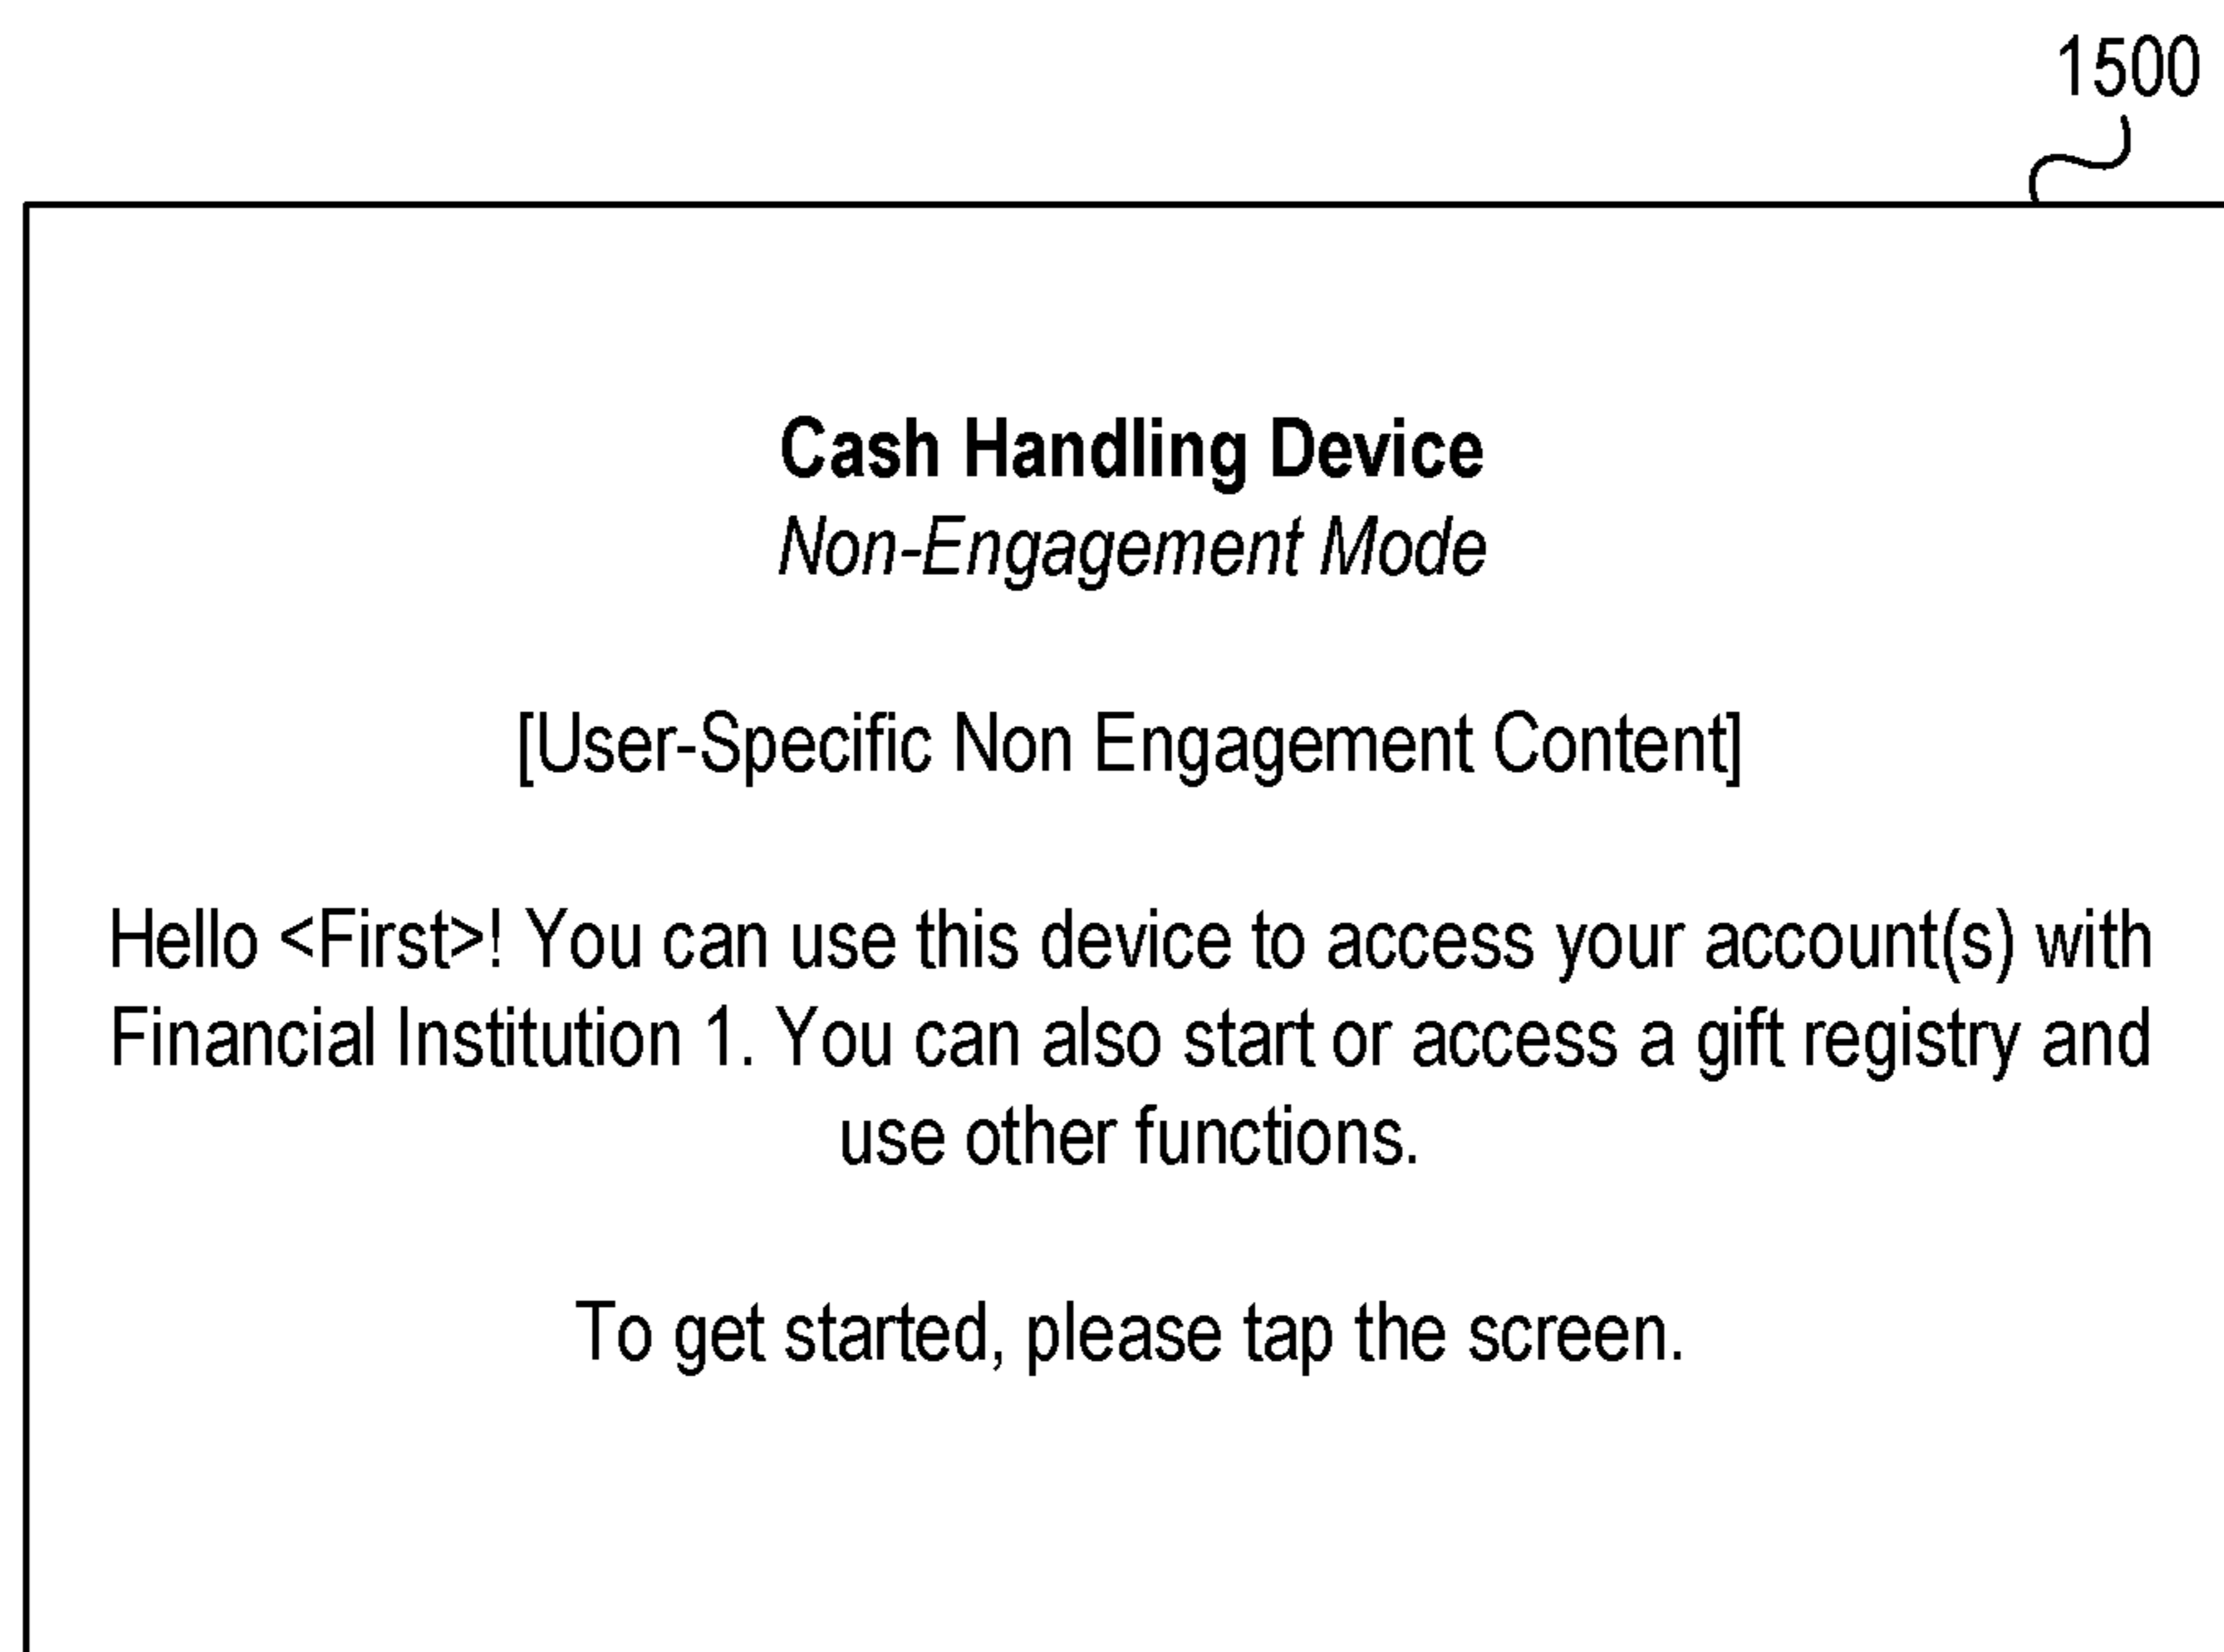 1500
Cash Handling Device
Non-Engagement Mode
[User-Specific Non Engagement Content]
Hello <First>! You can use this device to access your account(s) with
Financial Institution 1. You can also start or access a gift registry and
use other functions.
To get started, please tap the screen.